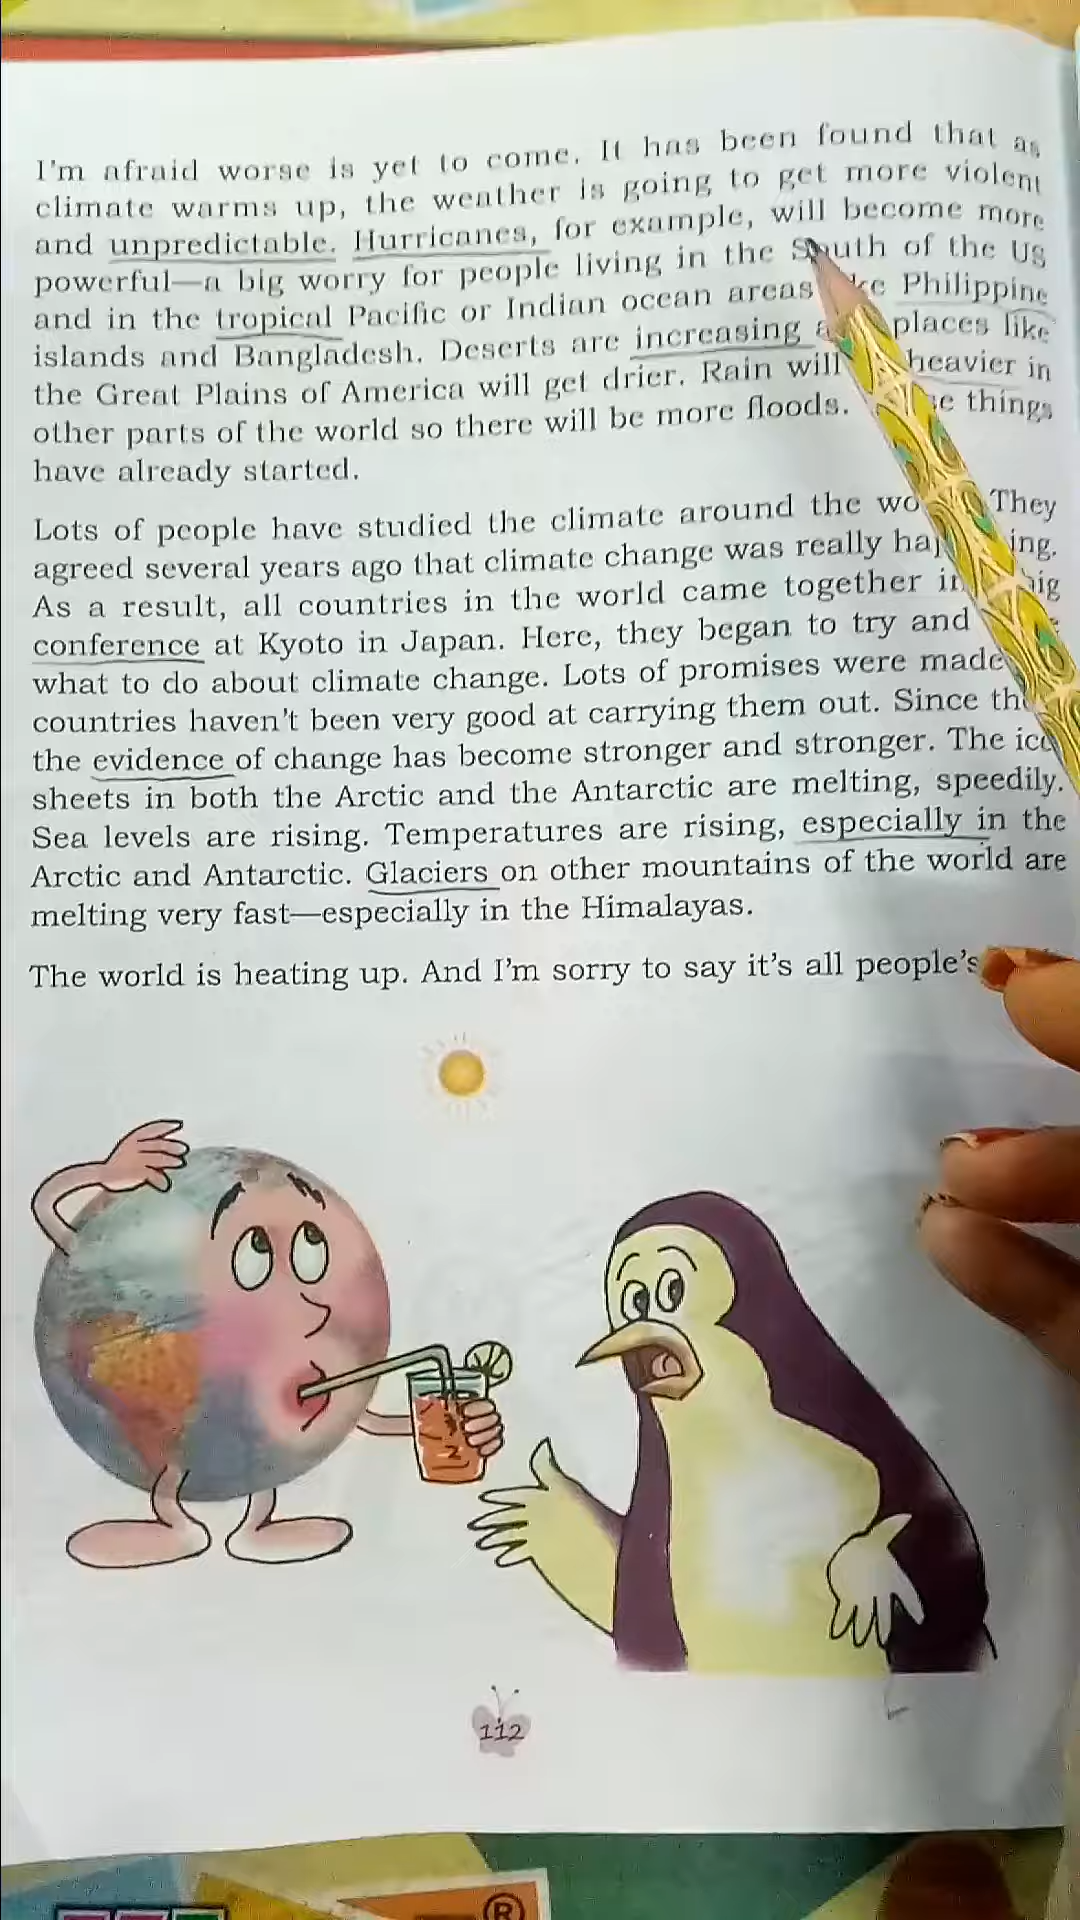 I'm afraid worse is yet to come. It has been found that as
climate warms up, the weather is going to get more violent
and unpredictable. Hurricanes, for example, will become more
powerful—a big worry for people living in the South of the US
and in the tropical Pacific or Indian ocean areas Philippine
islands and Bangladesh. Deserts are increasing places like
the Great Plains of America will get drier. Rain will heavier in
other parts of the world so there will be more floods. things
have already started.
Lots of people have studied the climate around the They
agreed several years ago that climate change was really
As a result, all countries in the world came together
conference at Kyoto in Japan. Here, they began to try and
what to do about climate change. Lots of promises were made
countries haven't been very good at carrying them out. Since
the evidence of change has become stronger and stronger. The ice
sheets in both the Arctic and the Antarctic are melting, speedily.
Sea levels are rising. Temperatures are rising, especially in the
Arctic and Antarctic. Glaciers on other mountains of the world are
melting very fast—especially in the Himalayas.
The world is heating up. And I'm sorry to say it's all people's
112
®